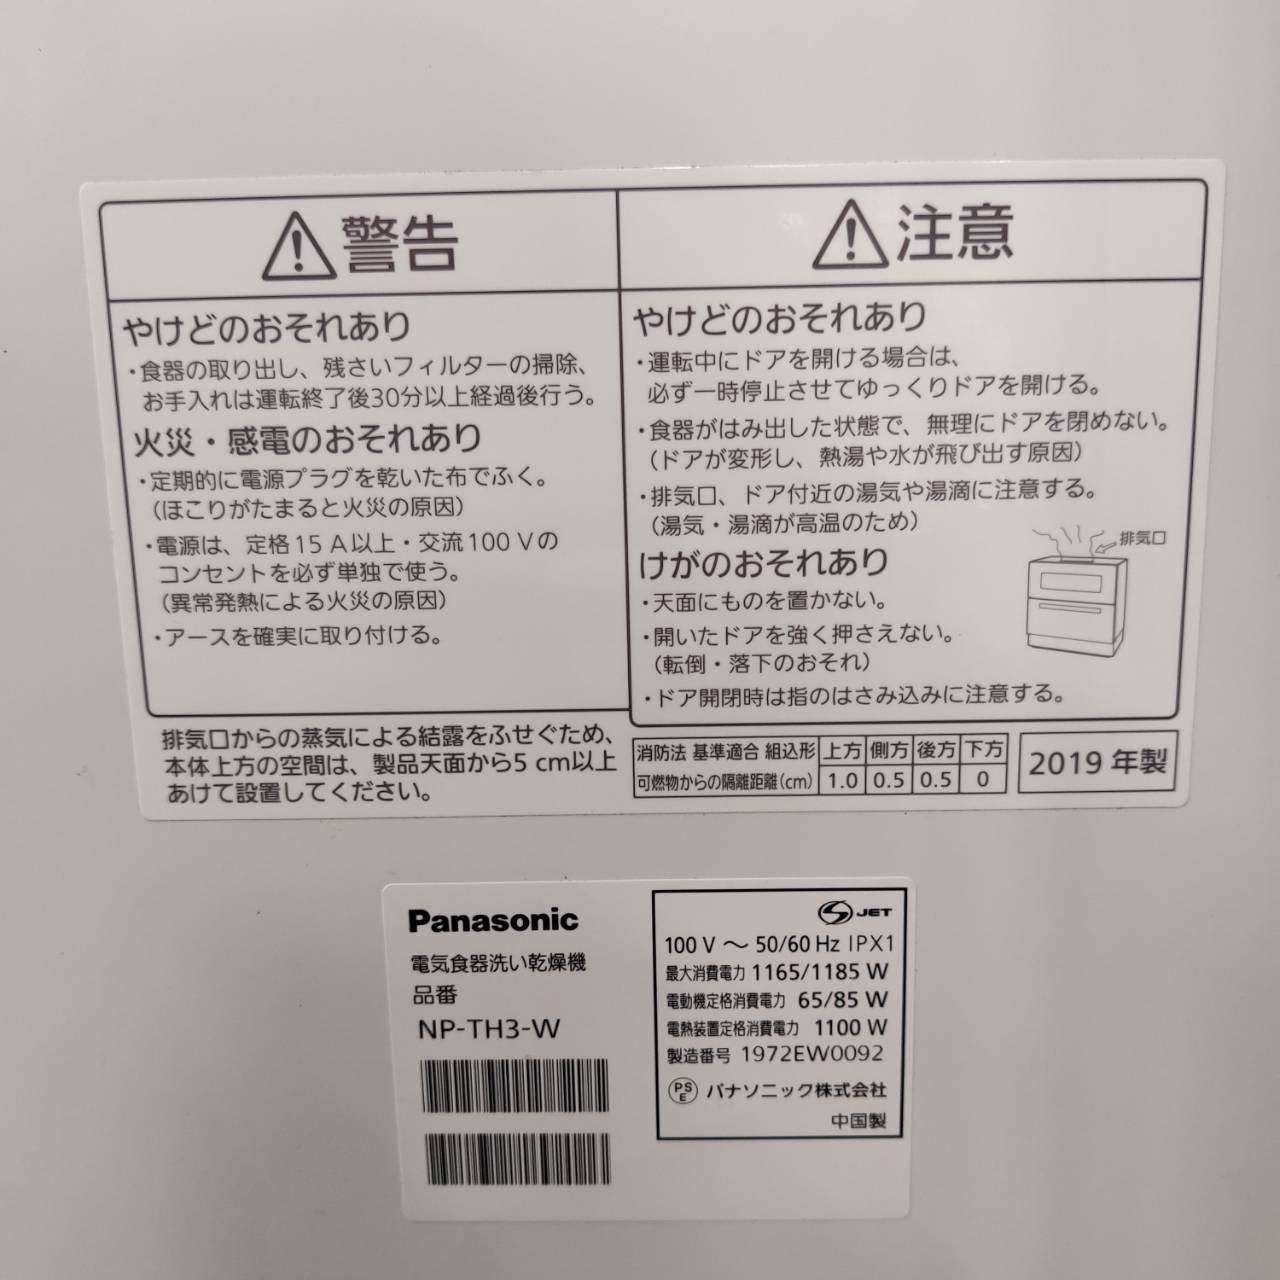 警告
やけどのおそれあり
・食器の取り出し、残さいフィルターの掃除、
お手入れは運転終了後30分以上経過後行う。
火災・感電のおそれあり
・定期的に電源プラグを乾いた布でふく。
(ほこりがたまると火災の原因)
・電源は、定格15 A以上・交流100 Vの
コンセントを必ず単独で使う。
(異常発熱による火災の原因)
・アースを確実に取り付ける。
注意
やけどのおそれあり
・運転中にドアを開ける場合は、
必ず一時停止させてゆっくりドアを開ける。
・食器がはみ出した状態で、無理にドアを閉めない。
(ドアが変形し、熱湯や水が飛び出す原因)
・排気口、ドア付近の湯気や湯滴に注意する。
(湯気・湯滴が高温のため)
排気口
けがのおそれあり
・天面にものを置かない。
・開いたドアを強く押さえない。
(転倒・落下のおそれ)
・ドア開閉時は指のはさみ込みに注意する。
排気口からの蒸気による結露をふせぐため、
本体上方の空間は、製品天面から5 cm以上
あけて設置してください。
消防法 基準適合 組込形 上方 側方 後方 下方
可燃物からの隔離距離(cm) 1.0 0.5 0.5 0
2019 年製
Panasonic
電気食器洗い乾燥機
品番
NP-TH3-W
S JET
100 V ～ 50/60 Hz IPX1
最大消費電力 1165/1185 W
電動機定格消費電力 65/85 W
電熱装置定格消費電力 1100 W
製造番号 1972EW0092
PSE パナソニック株式会社
中国製